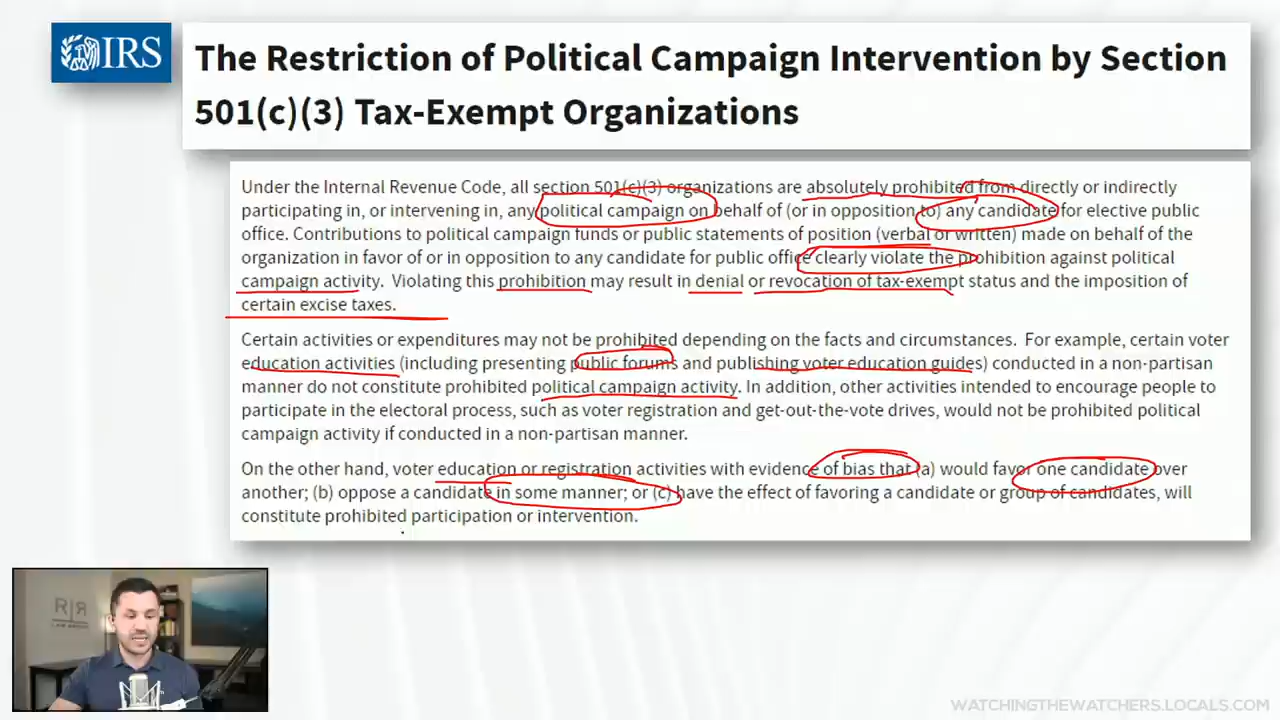 IRS
The Restriction of Political Campaign Intervention by Section
501(c)(3) Tax-Exempt Organizations
Under the Internal Revenue Code, all section 501(c)(3) organizations are absolutely prohibited from directly or indirectly
participating in, or intervening in, any political campaign on behalf of (or in opposition to) any candidate for elective public
office. Contributions to political campaign funds or public statements of position (verbal or written) made on behalf of the
organization in favor of or in opposition to any candidate for public office clearly violate the prohibition against political
campaign activity. Violating this prohibition may result in denial or revocation of tax-exempt status and the imposition of
certain excise taxes.
Certain activities or expenditures may not be prohibited depending on the facts and circumstances. For example, certain voter
education activities (including presenting public forums and publishing voter education guides) conducted in a non-partisan
manner do not constitute prohibited political campaign activity. In addition, other activities intended to encourage people to
participate in the electoral process, such as voter registration and get-out-the-vote drives, would not be prohibited political
campaign activity if conducted in a non-partisan manner.
On the other hand, voter education or registration activities with evidence of bias that (a) would favor one candidate over
another; (b) oppose a candidate in some manner; or (c) have the effect of favoring a candidate or group of candidates, will
constitute prohibited participation or intervention.
R|R
LAW GROUP
WATCHINGTHEWATCHERS.LOCALS.COM